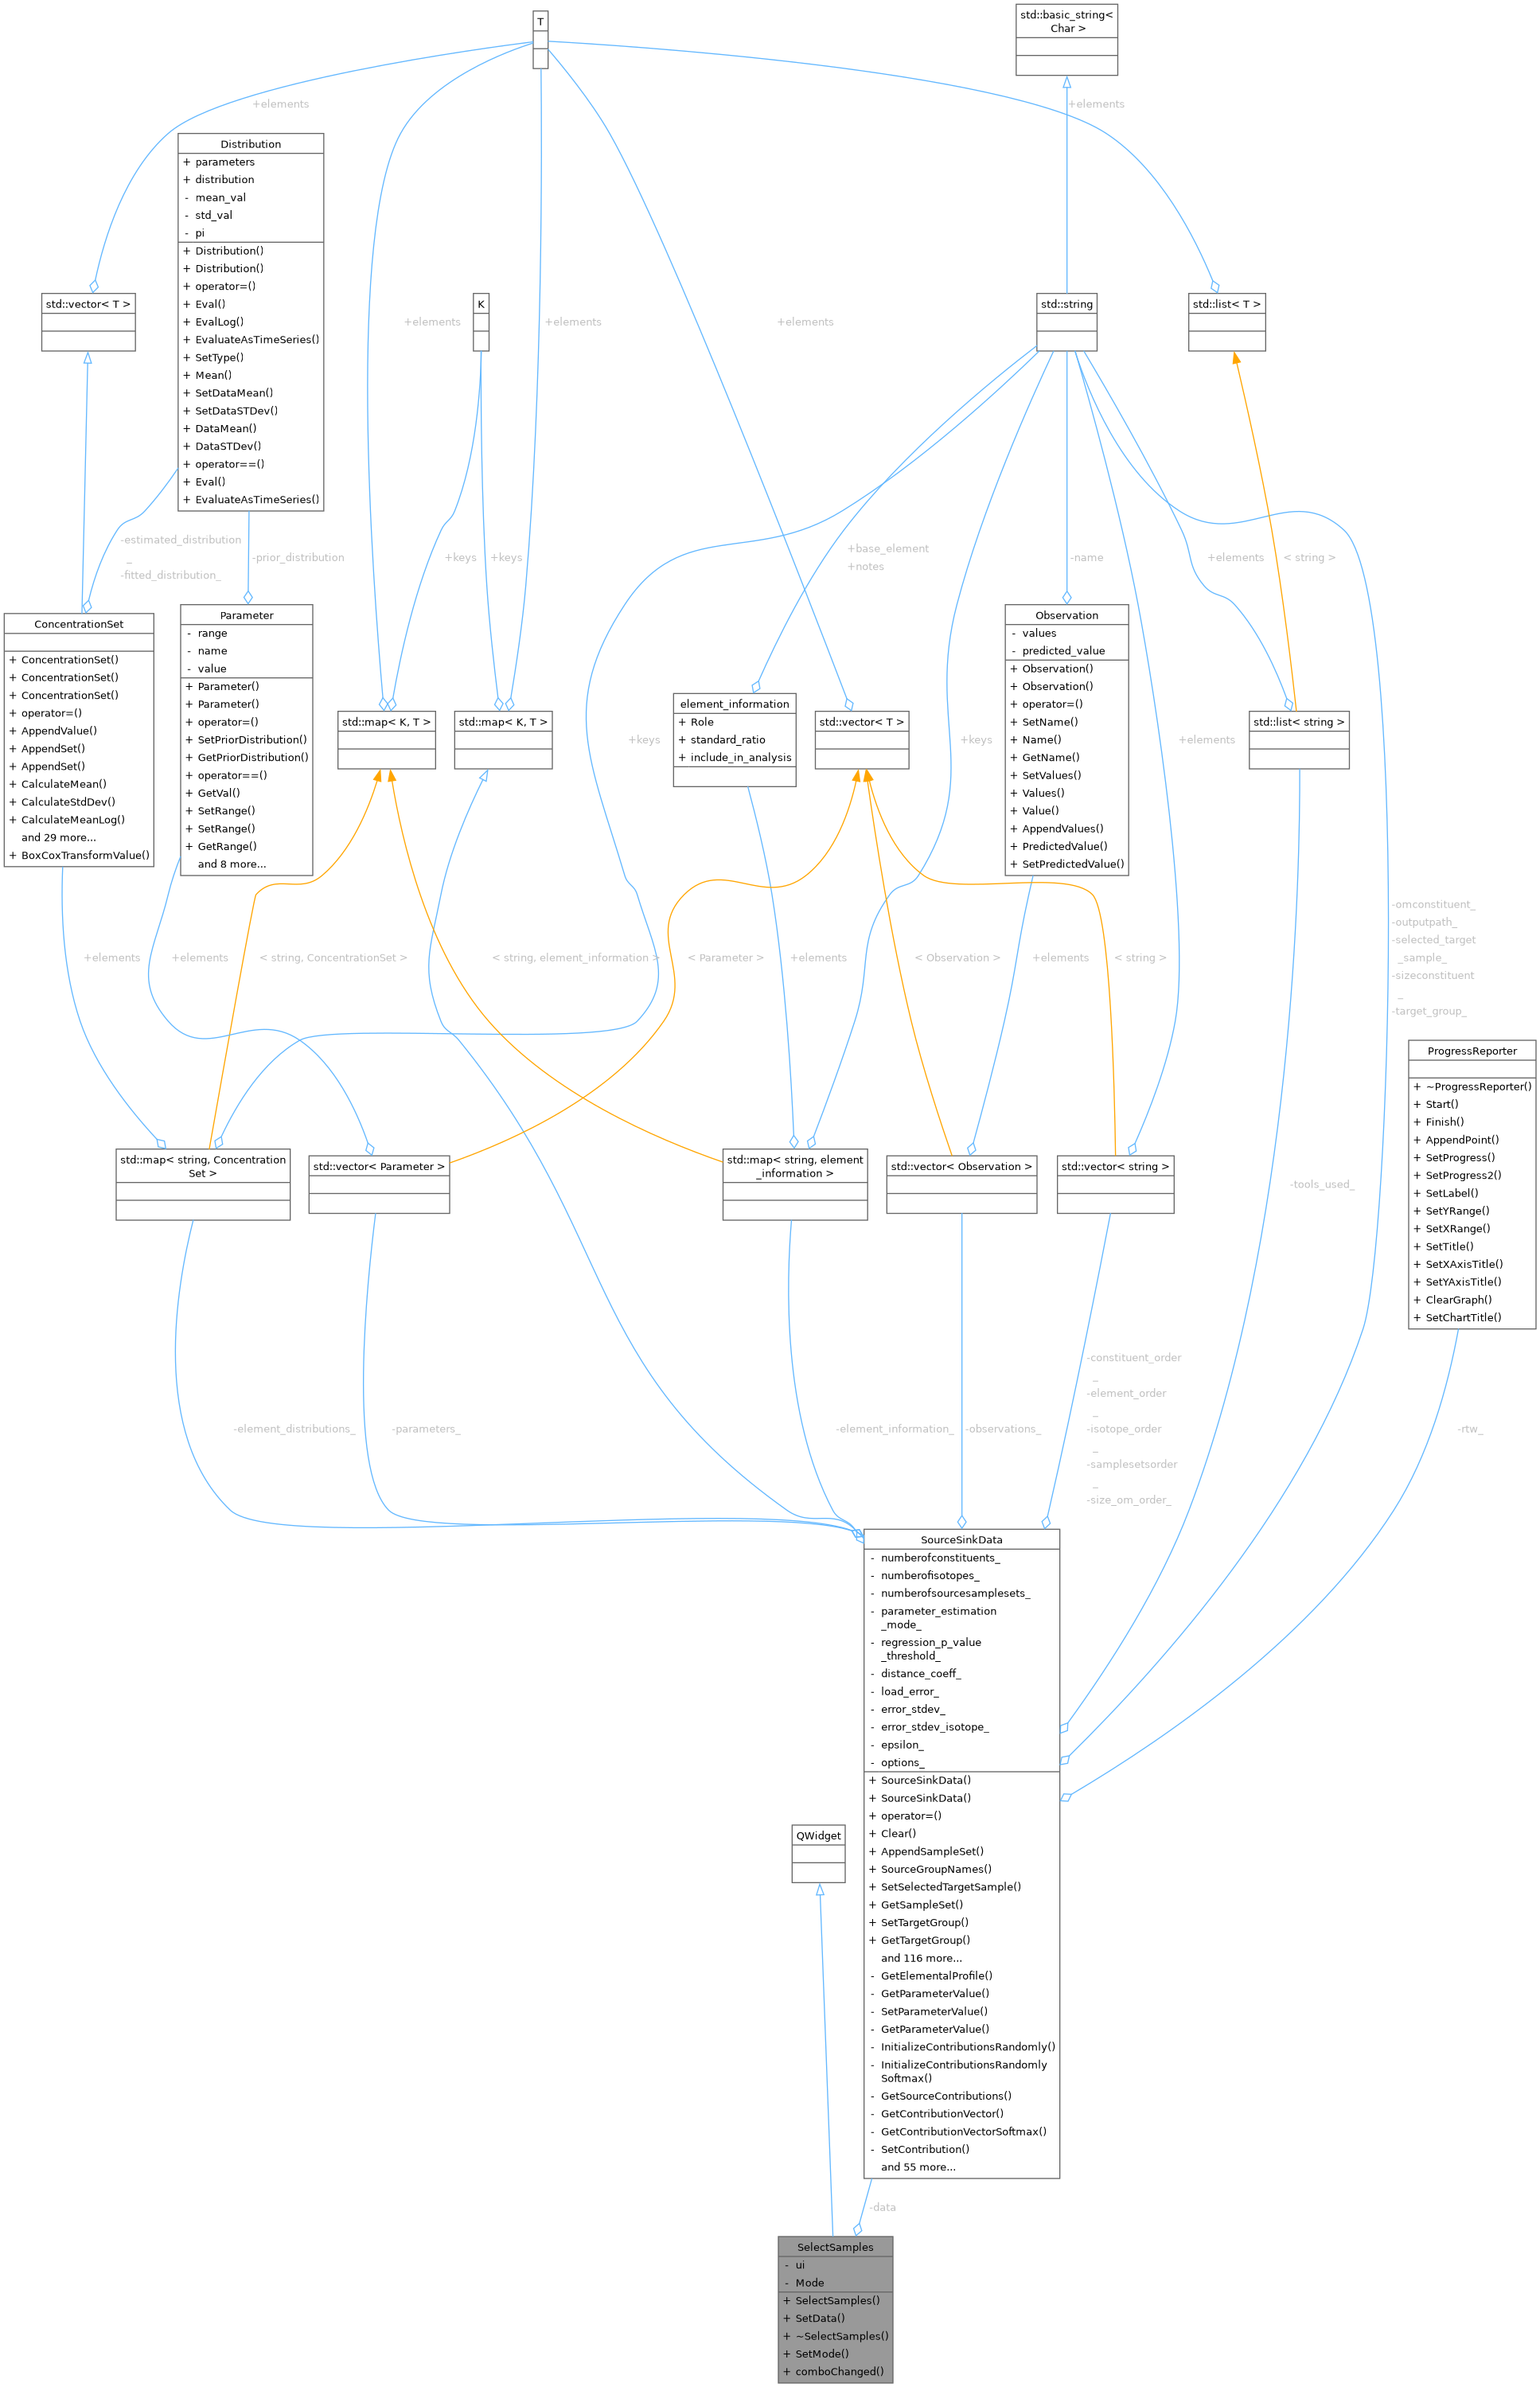 T
std::basic_string<
Char >
+elements
+elements
Distribution
+ parameters
+ distribution
- mean_val
- std_val
- pi
+ Distribution()
+ Distribution()
+ operator=()
+ Eval()
+ EvalLog()
+ EvaluateAsTimeSeries()
+ SetType()
+ Mean()
+ SetDataMean()
+ SetDataSTDev()
+ DataMean()
+ DataSTDev()
+ operator==()
+ Eval()
+ EvaluateAsTimeSeries()
std::vector< T >
K
std::string
std::list< T >
+elements
+elements
+elements
-estimated_distribution
_
-fitted_distribution_
-prior_distribution
+keys
+keys
+base_element
+notes
-name
+elements
< string >
ConcentrationSet
+ ConcentrationSet()
+ ConcentrationSet()
+ ConcentrationSet()
+ operator=()
+ AppendValue()
+ AppendSet()
+ AppendSet()
+ CalculateMean()
+ CalculateStdDev()
+ CalculateMeanLog()
and 29 more...
+ BoxCoxTransformValue()
Parameter
- range
- name
- value
+ Parameter()
+ Parameter()
+ operator=()
+ SetPriorDistribution()
+ GetPriorDistribution()
+ operator==()
+ GetVal()
+ SetRange()
+ SetRange()
+ GetRange()
and 8 more...
std::map< K, T >
std::map< K, T >
+keys
element_information
+ Role
+ standard_ratio
+ include_in_analysis
std::vector< T >
+keys
Observation
- values
- predicted_value
+ Observation()
+ Observation()
+ operator=()
+ SetName()
+ Name()
+ GetName()
+ SetValues()
+ Values()
+ Value()
+ AppendValues()
+ PredictedValue()
+ SetPredictedValue()
+elements
std::list< string >
-omconstituent_
-outputpath_
-selected_target
_sample_
-sizeconstituent
_
-target_group_
+elements
+elements
< string, ConcentrationSet >
< string, element_information >
< Parameter >
+elements
< Observation >
+elements
< string >
ProgressReporter
+ ~ProgressReporter()
+ Start()
+ Finish()
+ AppendPoint()
+ SetProgress()
+ SetProgress2()
+ SetLabel()
+ SetYRange()
+ SetXRange()
+ SetTitle()
+ SetXAxisTitle()
+ SetYAxisTitle()
+ ClearGraph()
+ SetChartTitle()
std::map< string, Concentration
Set >
std::vector< Parameter >
std::map< string, element
_information >
std::vector< Observation >
std::vector< string >
-tools_used_
-element_distributions_
-parameters_
-element_information_
-observations_
-constituent_order
_
-element_order
_
-isotope_order
_
-samplesetsorder
_
-size_om_order_
-rtw_
SourceSinkData
- numberofconstituents_
- numberofisotopes_
- numberofsourcesamplesets_
- parameter_estimation
_mode_
- regression_p_value
_threshold_
- distance_coeff_
- load_error_
- error_stdev_
- error_stdev_isotope_
- epsilon_
- options_
+ SourceSinkData()
+ SourceSinkData()
+ operator=()
+ Clear()
+ AppendSampleSet()
+ SourceGroupNames()
+ SetSelectedTargetSample()
+ GetSampleSet()
+ SetTargetGroup()
+ GetTargetGroup()
and 116 more...
- GetElementalProfile()
- GetParameterValue()
- SetParameterValue()
- GetParameterValue()
- InitializeContributionsRandomly()
- InitializeContributionsRandomly
Softmax()
- GetSourceContributions()
- GetContributionVector()
- GetContributionVectorSoftmax()
- SetContribution()
and 55 more...
QWidget
-data
SelectSamples
- ui
- Mode
+ SelectSamples()
+ SetData()
+ ~SelectSamples()
+ SetMode()
+ comboChanged()